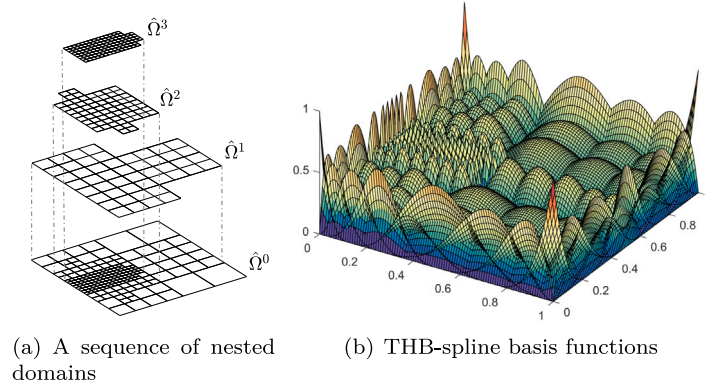 Ω̂³
Ω̂²
Ω̂¹
Ω̂⁰
1
0.5
0
0
0.2
0.4
0.6
0.8
1
0
0.2
0.4
0.6
0.8
(a) A sequence of nested
domains
(b) THB-spline basis functions